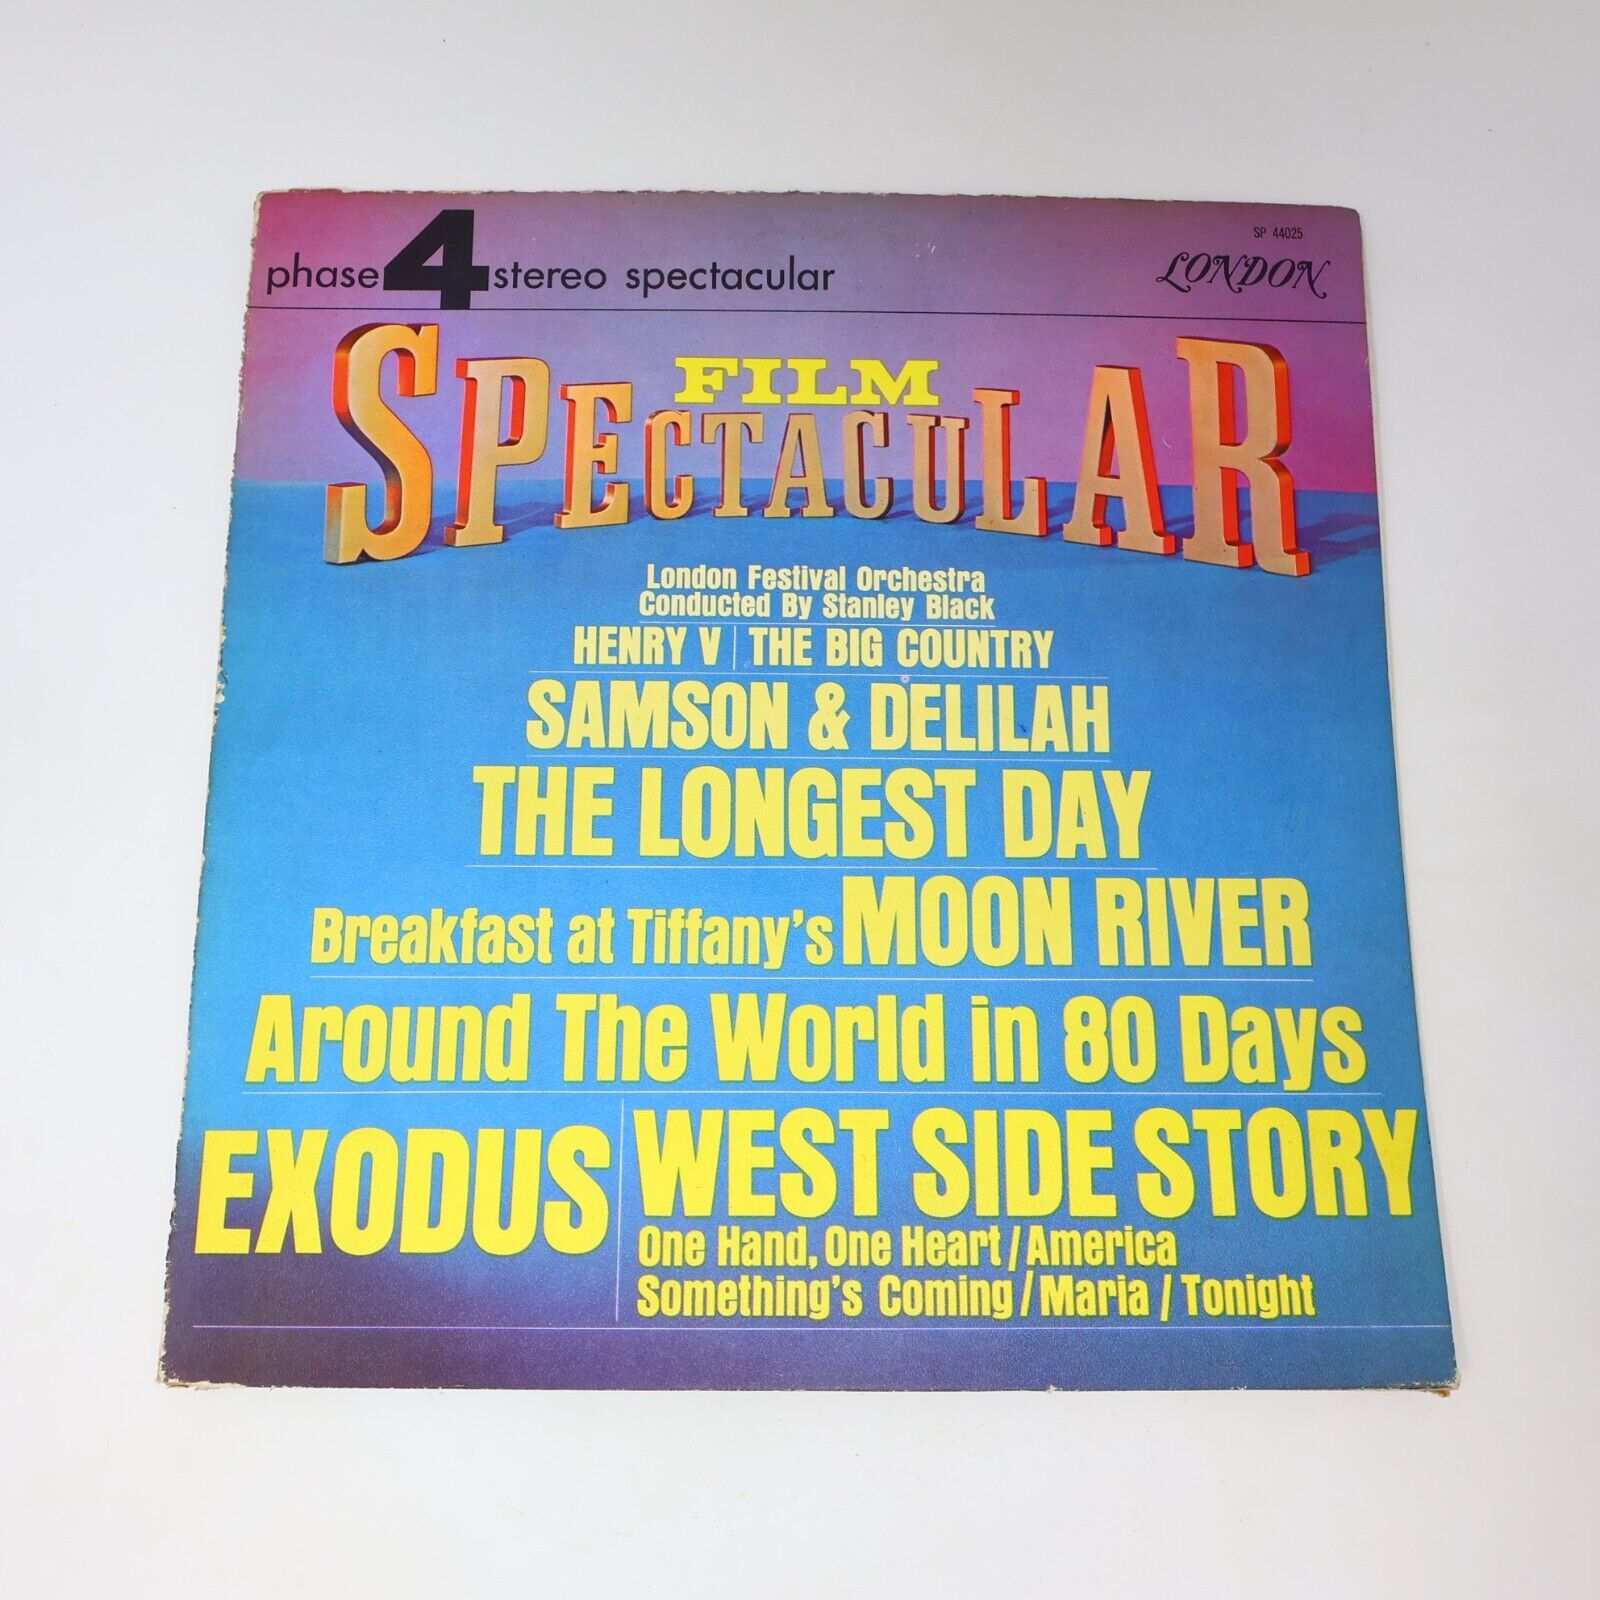 SP 44025
phase 4 stereo spectacular LONDON
FILM
SPECTACULAR
London Festival Orchestra
Conducted By Stanley Black
HENRY V | THE BIG COUNTRY
SAMSON & DELILAH
THE LONGEST DAY
Breakfast at Tiffany's MOON RIVER
Around The World in 80 Days
EXODUS WEST SIDE STORY
One Hand, One Heart / America
Something's Coming / Maria / Tonight